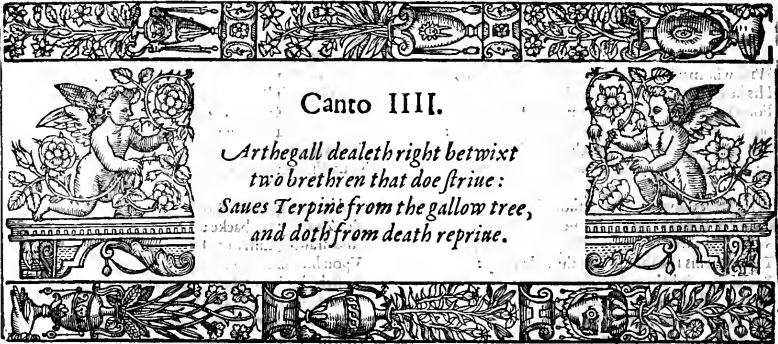 Canto IIII.
Arthegall dealeth right betwixt
two brethren that doe ſtriue:
Saues Terpine from the gallow tree,
and doth from death repriue.